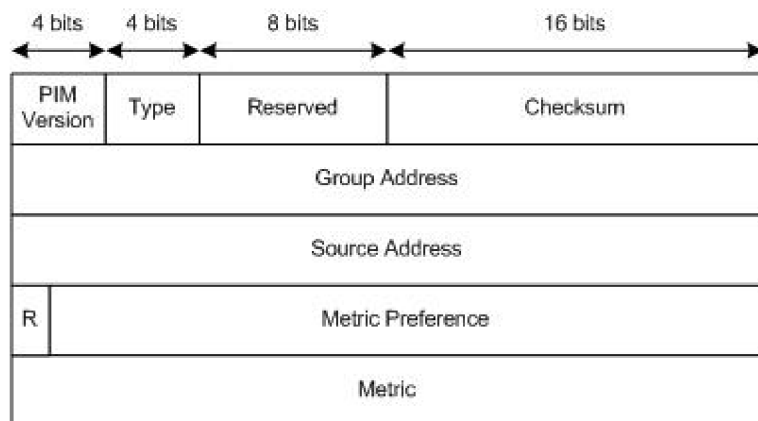 4 bits 4 bits 8 bits 16 bits
PIM
Version
Type
Reserved
Checksum
Group Address
Source Address
R
Metric Preference
Metric